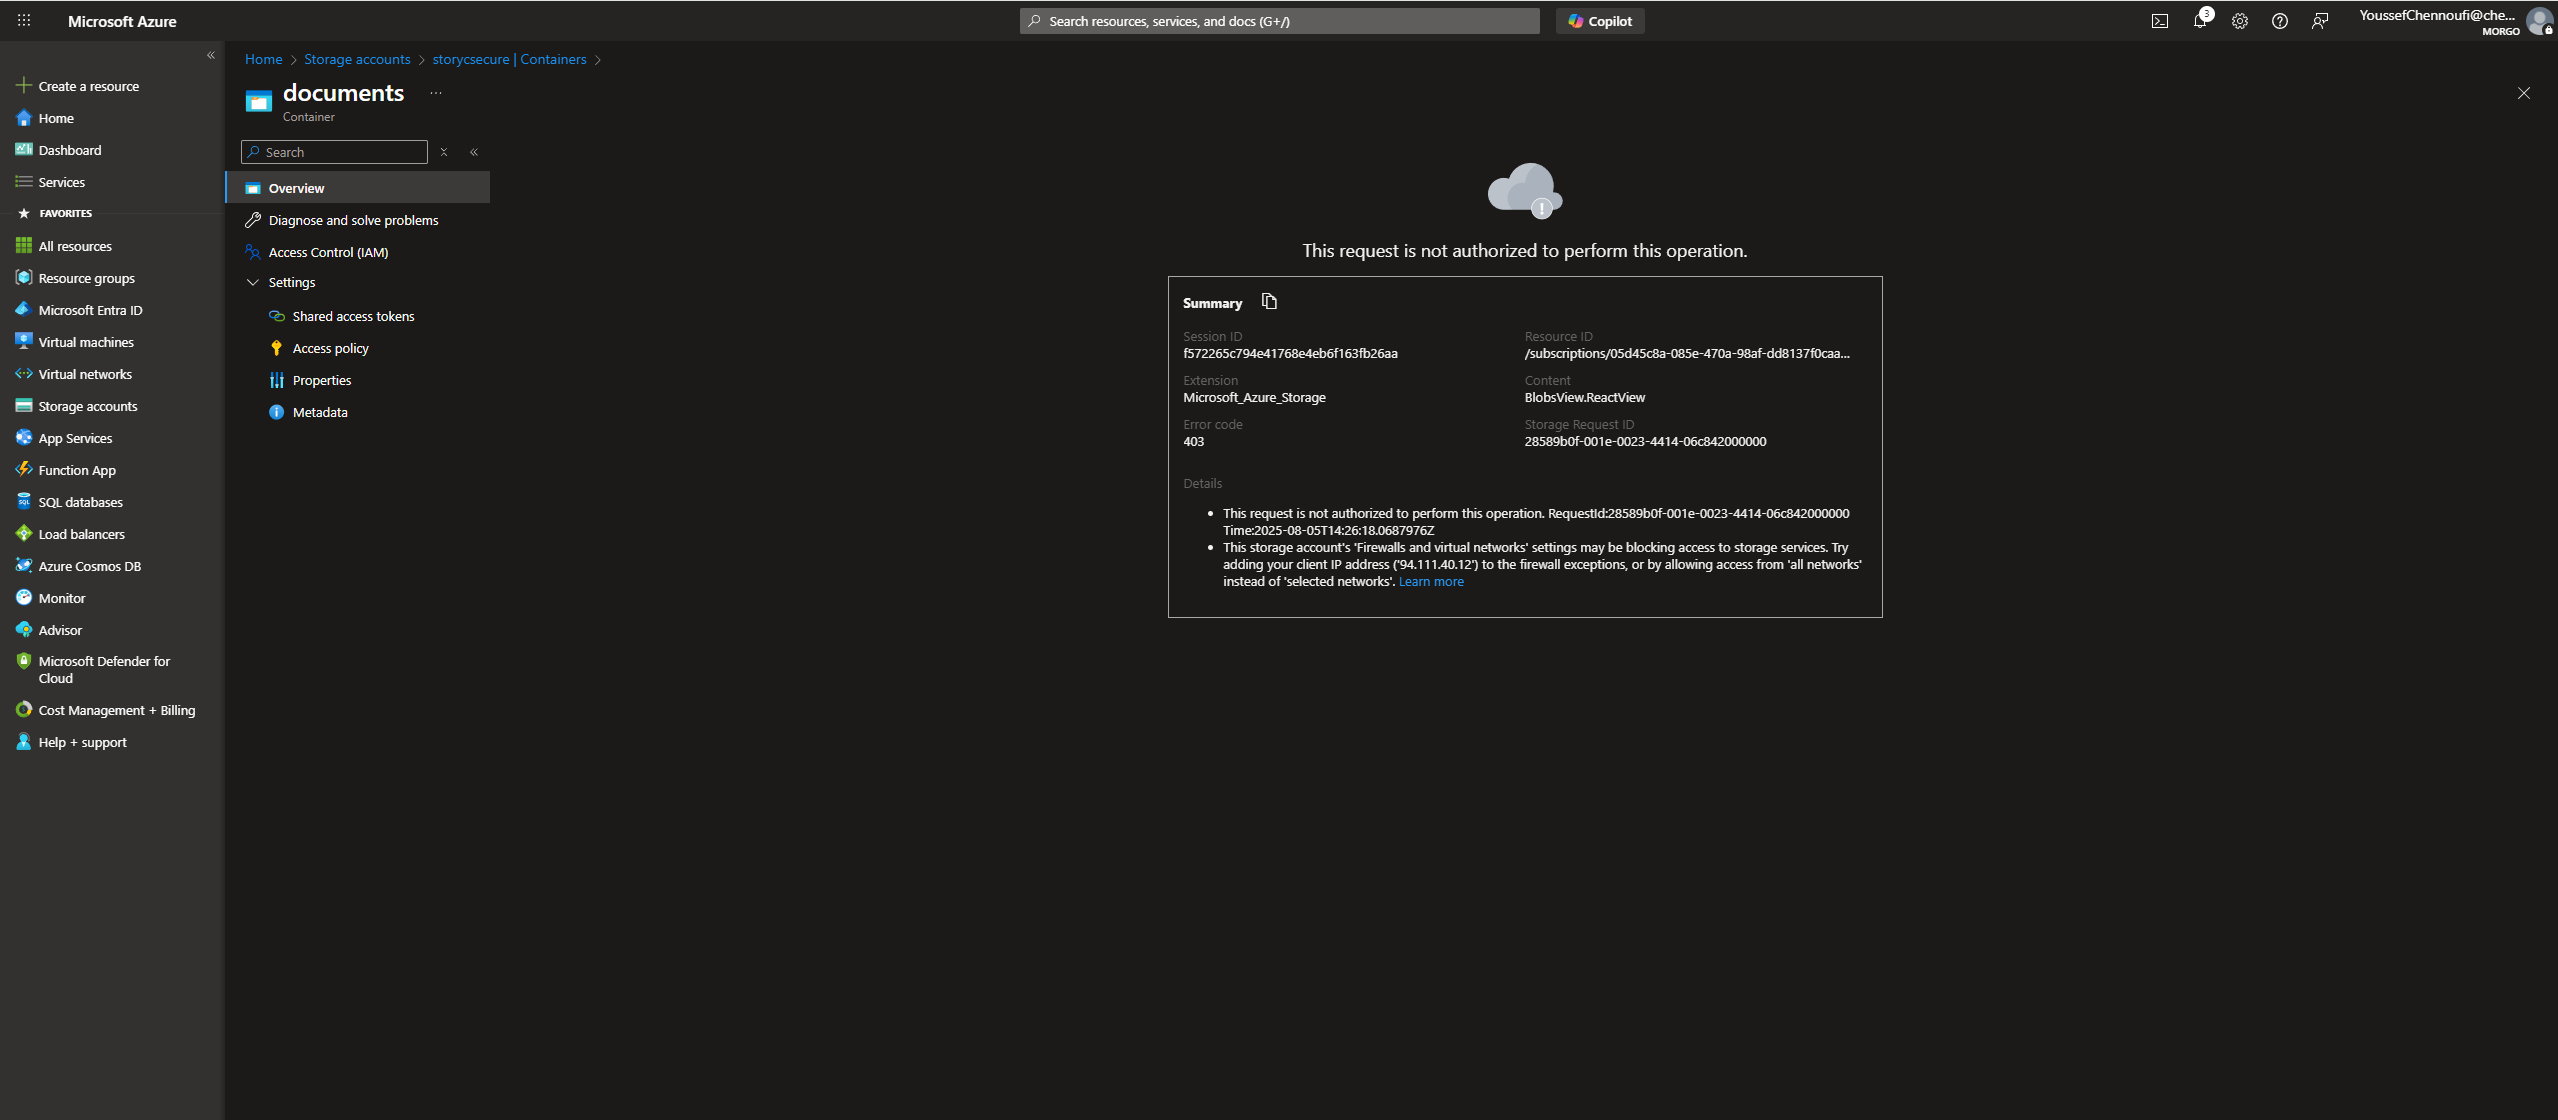 Microsoft Azure
Search resources, services, and docs (G+/)
Copilot
3
YoussefChennoufi@che...
MORGO
Create a resource
Home
Dashboard
Services
FAVORITES
All resources
Resource groups
Microsoft Entra ID
Virtual machines
Virtual networks
Storage accounts
App Services
Function App
SQL databases
Load balancers
Azure Cosmos DB
Monitor
Advisor
Microsoft Defender for
Cloud
Cost Management + Billing
Help + support
Home > Storage accounts > storycsecure | Containers >
documents ...
Container
Search
Overview
Diagnose and solve problems
Access Control (IAM)
Settings
Shared access tokens
Access policy
Properties
Metadata
This request is not authorized to perform this operation.
Summary
Session ID
f572265c794e41768e4eb6f163fb26aa
Resource ID
/subscriptions/05d45c8a-085e-470a-98af-dd8137f0caa...
Extension
Microsoft_Azure_Storage
Content
BlobsView.ReactView
Error code
403
Storage Request ID
28589b0f-001e-0023-4414-06c842000000
Details
• This request is not authorized to perform this operation. RequestId:28589b0f-001e-0023-4414-06c842000000
Time:2025-08-05T14:26:18.0687976Z
• This storage account's 'Firewalls and virtual networks' settings may be blocking access to storage services. Try
adding your client IP address ('94.111.40.12') to the firewall exceptions, or by allowing access from 'all networks'
instead of 'selected networks'. Learn more